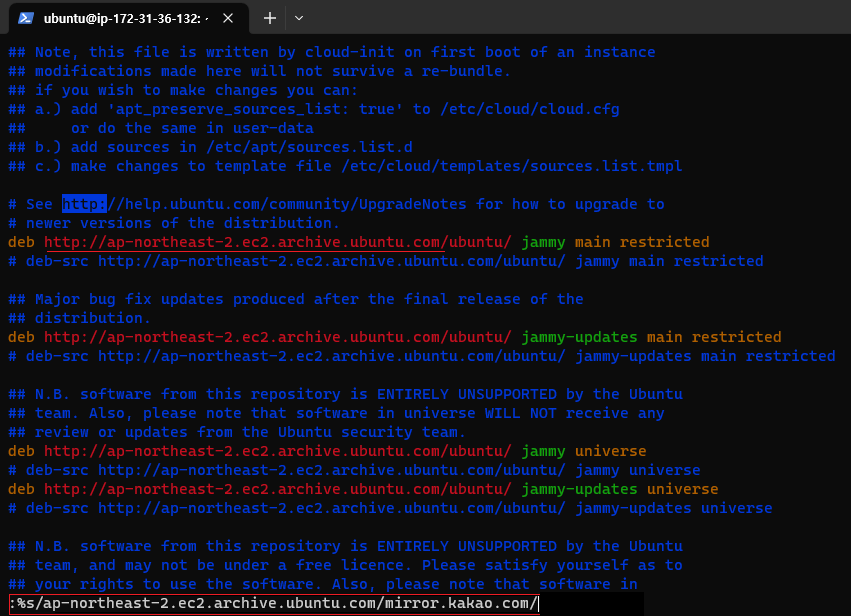 ubuntu@ip-172-31-36-132: ~
## Note, this file is written by cloud-init on first boot of an instance
## modifications made here will not survive a re-bundle.
## if you wish to make changes you can:
## a.) add 'apt_preserve_sources_list: true' to /etc/cloud/cloud.cfg
##     or do the same in user-data
## b.) add sources in /etc/apt/sources.list.d
## c.) make changes to template file /etc/cloud/templates/sources.list.tmpl
# See http://help.ubuntu.com/community/UpgradeNotes for how to upgrade to
# newer versions of the distribution.
deb http://ap-northeast-2.ec2.archive.ubuntu.com/ubuntu/ jammy main restricted
# deb-src http://ap-northeast-2.ec2.archive.ubuntu.com/ubuntu/ jammy main restricted
## Major bug fix updates produced after the final release of the
## distribution.
deb http://ap-northeast-2.ec2.archive.ubuntu.com/ubuntu/ jammy-updates main restricted
# deb-src http://ap-northeast-2.ec2.archive.ubuntu.com/ubuntu/ jammy-updates main restricted
## N.B. software from this repository is ENTIRELY UNSUPPORTED by the Ubuntu
## team. Also, please note that software in universe WILL NOT receive any
## review or updates from the Ubuntu security team.
deb http://ap-northeast-2.ec2.archive.ubuntu.com/ubuntu/ jammy universe
# deb-src http://ap-northeast-2.ec2.archive.ubuntu.com/ubuntu/ jammy universe
deb http://ap-northeast-2.ec2.archive.ubuntu.com/ubuntu/ jammy-updates universe
# deb-src http://ap-northeast-2.ec2.archive.ubuntu.com/ubuntu/ jammy-updates universe
## N.B. software from this repository is ENTIRELY UNSUPPORTED by the Ubuntu
## team, and may not be under a free licence. Please satisfy yourself as to
## your rights to use the software. Also, please note that software in
:%s/ap-northeast-2.ec2.archive.ubuntu.com/mirror.kakao.com/